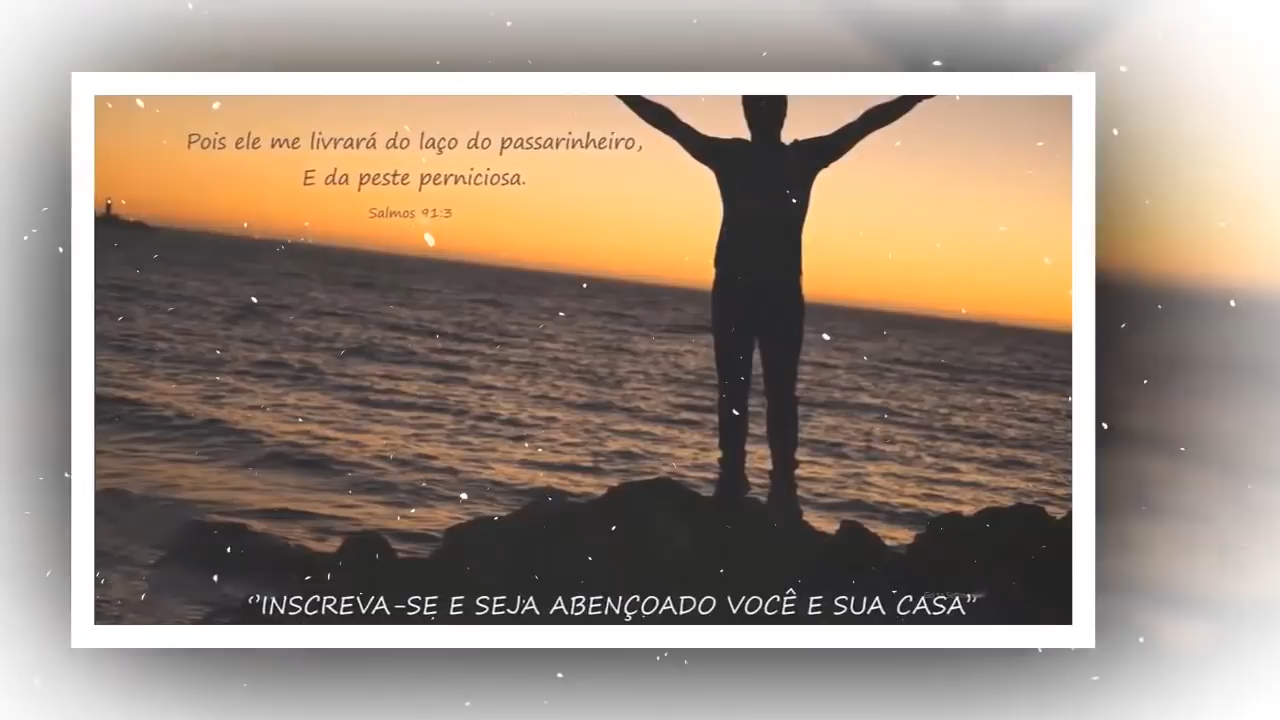 Pois ele me livrará do laço do passarinheiro,
E da peste perniciosa.
Salmos 91:3
“INSCREVA-SE E SEJA ABENÇOADO VOCÊ E SUA CASA”